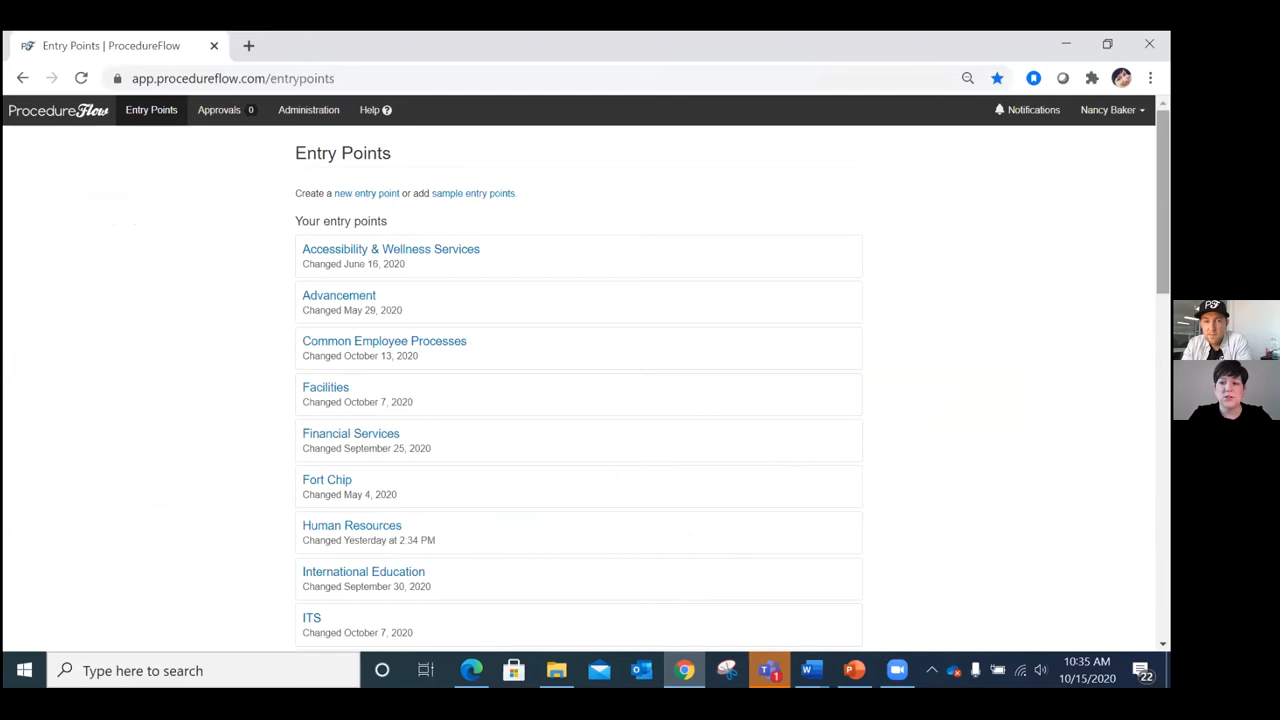 Entry Points | ProcedureFlow
app.procedureflow.com/entrypoints
ProcedureFlow Entry Points Approvals 0 Administration Help Notifications Nancy Baker
Entry Points
Create a new entry point or add sample entry points.
Your entry points
Accessibility & Wellness Services
Changed June 16, 2020
Advancement
Changed May 29, 2020
Common Employee Processes
Changed October 13, 2020
Facilities
Changed October 7, 2020
Financial Services
Changed September 25, 2020
Fort Chip
Changed May 4, 2020
Human Resources
Changed Yesterday at 2:34 PM
International Education
Changed September 30, 2020
ITS
Changed October 7, 2020
Type here to search
10:35 AM
10/15/2020
22